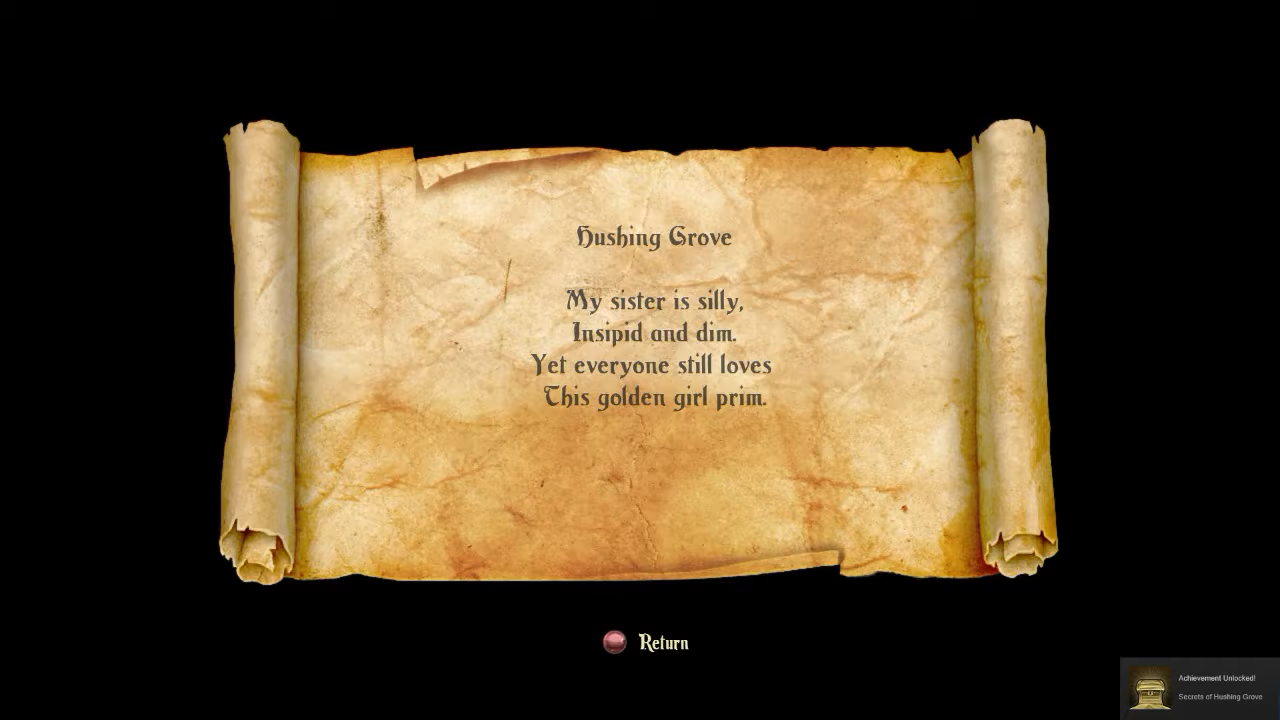 Hushing Grove
My sister is silly,
Insipid and dim.
Yet everyone still loves
This golden girl prim.
Return
Achievement Unlocked!
Secrets of Hushing Grove